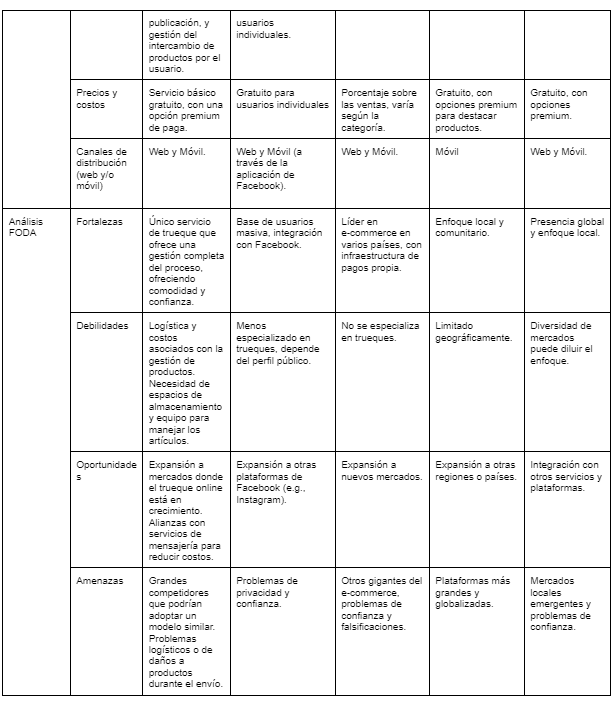 publicación, y
gestión del
intercambio de
productos por el
usuario.
usuarios
individuales.
Precios y
costos
Servicio básico
gratuito, con una
opción premium
de paga.
Gratuito para
usuarios individuales
Porcentaje sobre
las ventas, varía
según la
categoría.
Gratuito, con
opciones premium
para destacar
productos.
Gratuito, con
opciones
premium.
Canales de
distribución
(web y/o
móvil)
Web y Móvil.
Web y Móvil (a
través de la
aplicación de
Facebook).
Web y Móvil.
Móvil
Web y Móvil.
Análisis
FODA
Fortalezas
Único servicio
de trueque que
ofrece una
gestión completa
del proceso,
ofreciendo
comodidad y
confianza.
Base de usuarios
masiva, integración
con Facebook.
Líder en
e-commerce en
varios países, con
infraestructura de
pagos propia.
Enfoque local y
comunitario.
Presencia global
y enfoque local.
Debilidades
Logística y
costos
asociados con la
gestión de
productos.
Necesidad de
espacios de
almacenamiento
y equipo para
manejar los
artículos.
Menos
especializado en
trueques, depende
del perfil público.
No se especializa
en trueques.
Limitado
geográficamente.
Diversidad de
mercados
puede diluir el
enfoque.
Oportunidade
s
Expansión a
mercados donde
el trueque online
está en
crecimiento.
Alianzas con
servicios de
mensajería para
reducir costos.
Expansión a otras
plataformas de
Facebook (e.g.,
Instagram).
Expansión a
nuevos mercados.
Expansión a otras
regiones o países.
Integración con
otros servicios y
plataformas.
Amenazas
Grandes
competidores
que podrían
adoptar un
modelo similar.
Problemas
logísticos o de
daños a
productos
durante el envío.
Problemas de
privacidad y
confianza.
Otros gigantes del
e-commerce,
problemas de
confianza y
falsificaciones.
Plataformas más
grandes y
globalizadas.
Mercados
locales
emergentes y
problemas de
confianza.